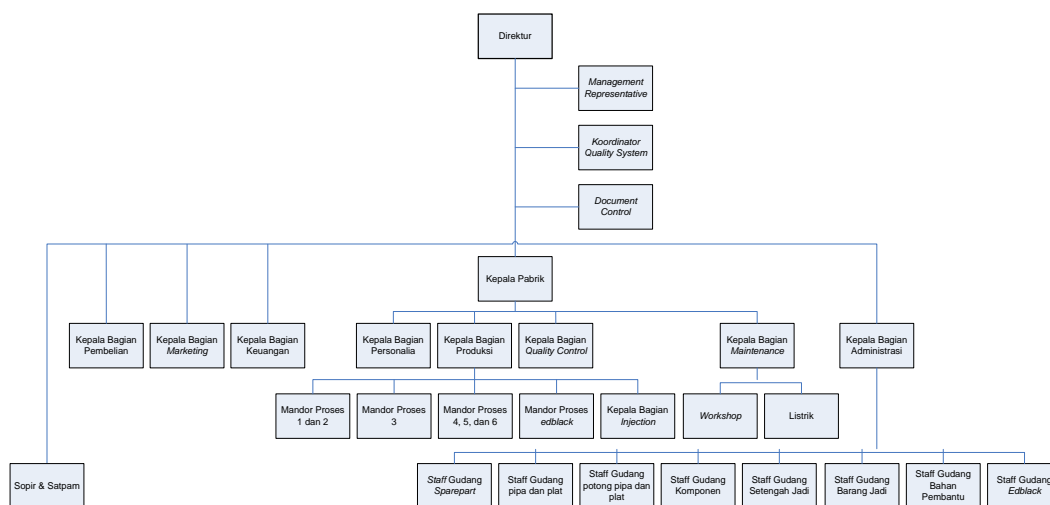 Direktur
Management
Representative
Koordinator
Quality System
Document
Control
Kepala Pabrik
Kepala Bagian
Pembelian
Kepala Bagian
Marketing
Kepala Bagian
Keuangan
Kepala Bagian
Personalia
Kepala Bagian
Produksi
Kepala Bagian
Quality Control
Kepala Bagian
Maintenance
Kepala Bagian
Administrasi
Mandor Proses
1 dan 2
Mandor Proses
3
Mandor Proses
4, 5, dan 6
Mandor Proses
edblack
Kepala Bagian
Injection
Workshop
Listrik
Sopir & Satpam
Staff Gudang
Sparepart
Staff Gudang
pipa dan plat
Staff Gudang
potong pipa dan
plat
Staff Gudang
Komponen
Staff Gudang
Setengah Jadi
Staff Gudang
Barang Jadi
Staff Gudang
Bahan
Pembantu
Staff Gudang
Edblack